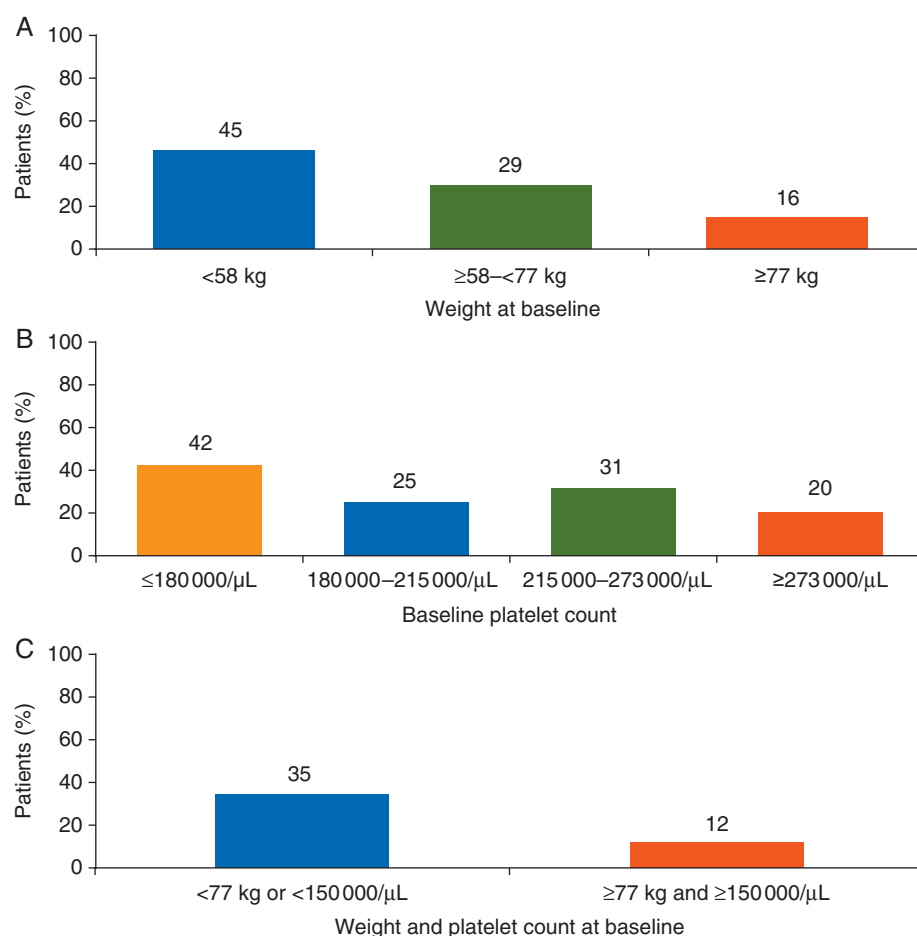 A
Patients (%)
100
80
60
40
20
0
45
29
16
<58 kg
≥58–<77 kg
≥77 kg
Weight at baseline
B
Patients (%)
100
80
60
40
20
0
42
25
31
20
≤180 000/μL
180 000–215 000/μL
215 000–273 000/μL
≥273 000/μL
Baseline platelet count
C
Patients (%)
100
80
60
40
20
0
35
12
<77 kg or <150 000/μL
≥77 kg and ≥150 000/μL
Weight and platelet count at baseline